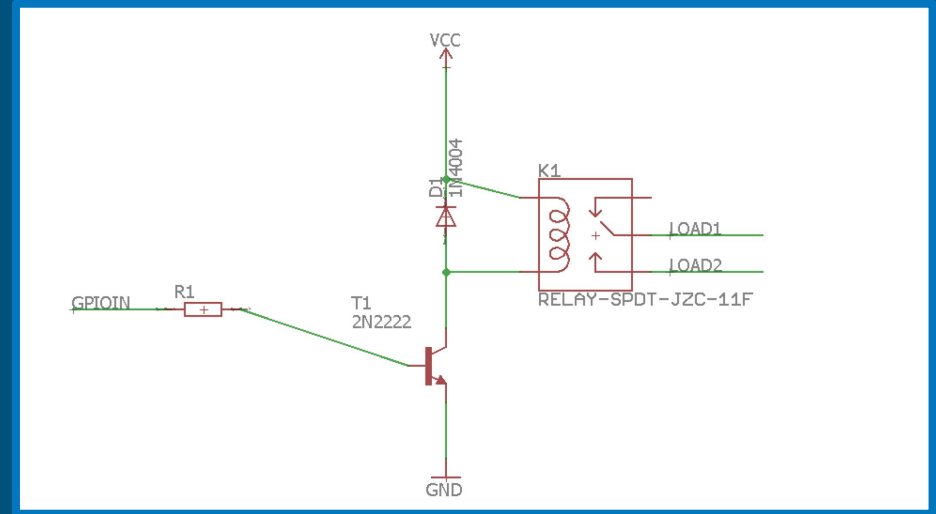 VCC
D1
1N4004
K1
LOAD1
LOAD2
RELAY-SPDT-JZC-11F
GPIOIN
R1
T1
2N2222
GND